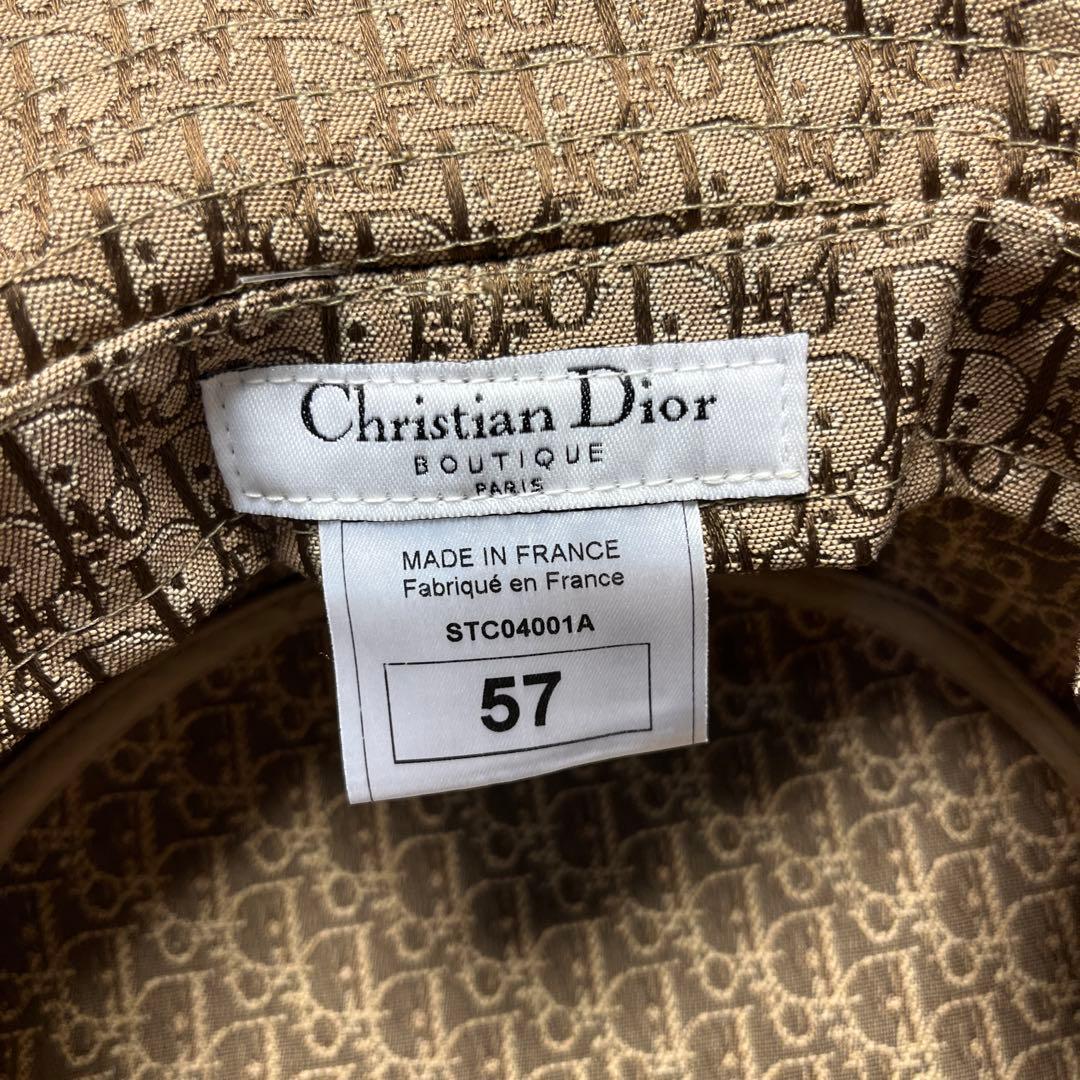 Christian Dior
BOUTIQUE
PARIS
MADE IN FRANCE
Fabriqué en France
STC04001A
57